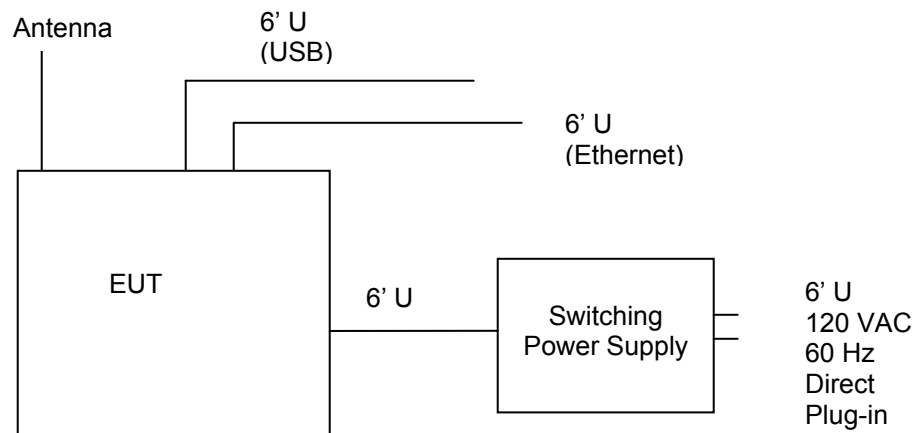 Antenna
6’ U
(USB)
6’ U
(Ethernet)
EUT
6’ U
Switching
Power Supply
6’ U
120 VAC
60 Hz
Direct
Plug-in